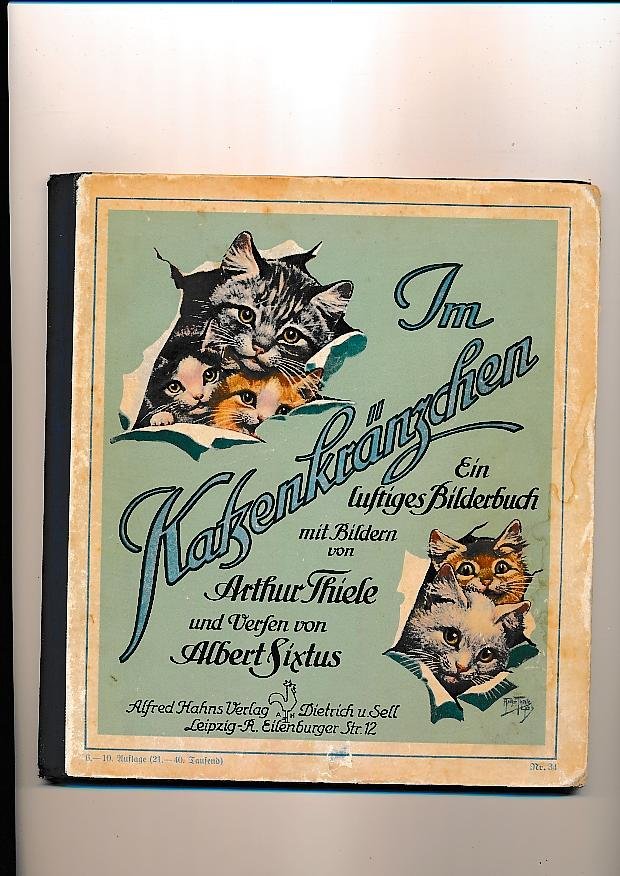 Im
Katzenkränzchen
Ein
luſtiges Bilderbuch
mit Bildern
von
Arthur Thiele
und Verſen von
Albert Sixtus
Alfred Hahns Verlag Dietrich u. Sell
Leipzig-R. Eilenburger Str. 12
6.—10. Auflage (21.—40. Tauſend)
Nr. 34